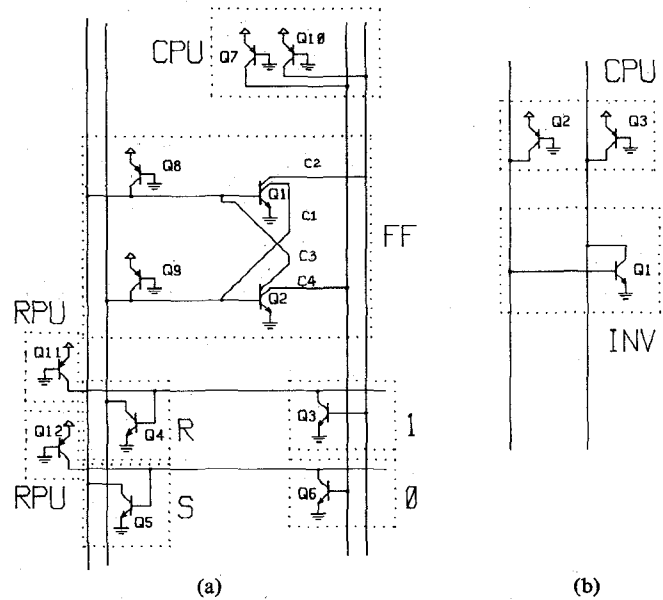 CPU
Q7
Q10
CPU
Q2
Q3
Q8
C2
Q1
C1
FF
C3
Q9
C4
Q2
Q1
INV
RPU
Q11
Q4
R
Q3
1
Q12
RPU
Q5
S
Q6
0
(a)
(b)